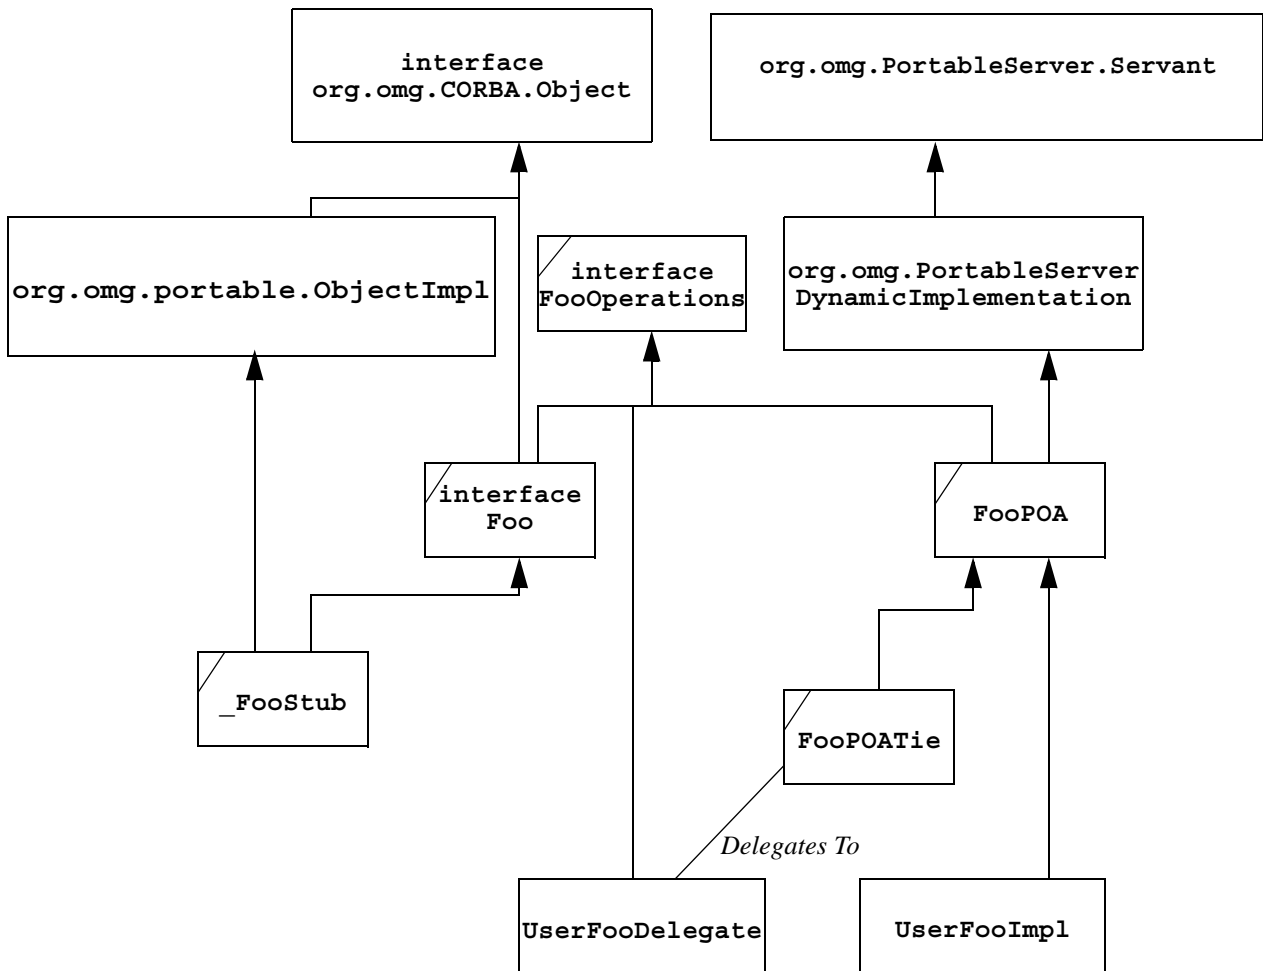 interface
org.omg.CORBA.Object
org.omg.PortableServer.Servant
org.omg.portable.ObjectImpl
interface
FooOperations
org.omg.PortableServer
DynamicImplementation
interface
Foo
FooPOA
_FooStub
FooPOATie
Delegates To
UserFooDelegate
UserFooImpl